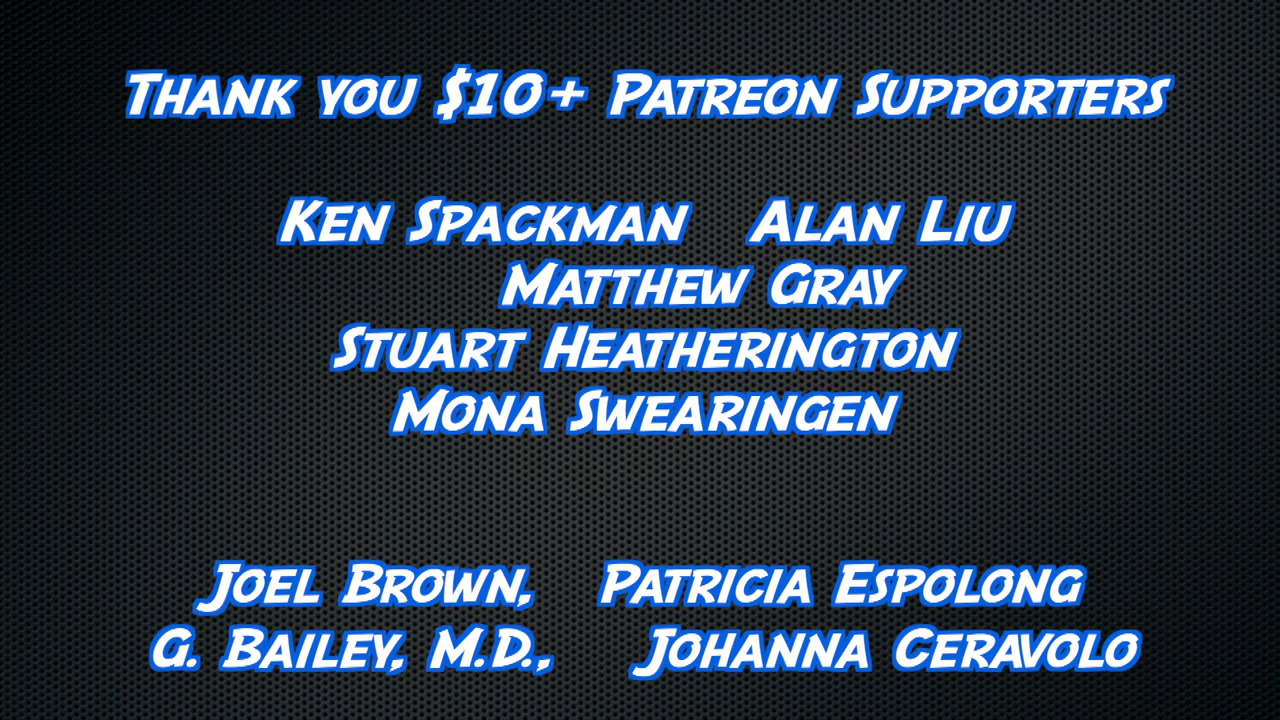 Thank you $10+ Patreon Supporters
Ken Spackman Alan Liu
Matthew Gray
Stuart Heatherington
Mona Swearingen
Joel Brown, Patricia Espolong
G. Bailey, M.D., Johanna Ceravolo